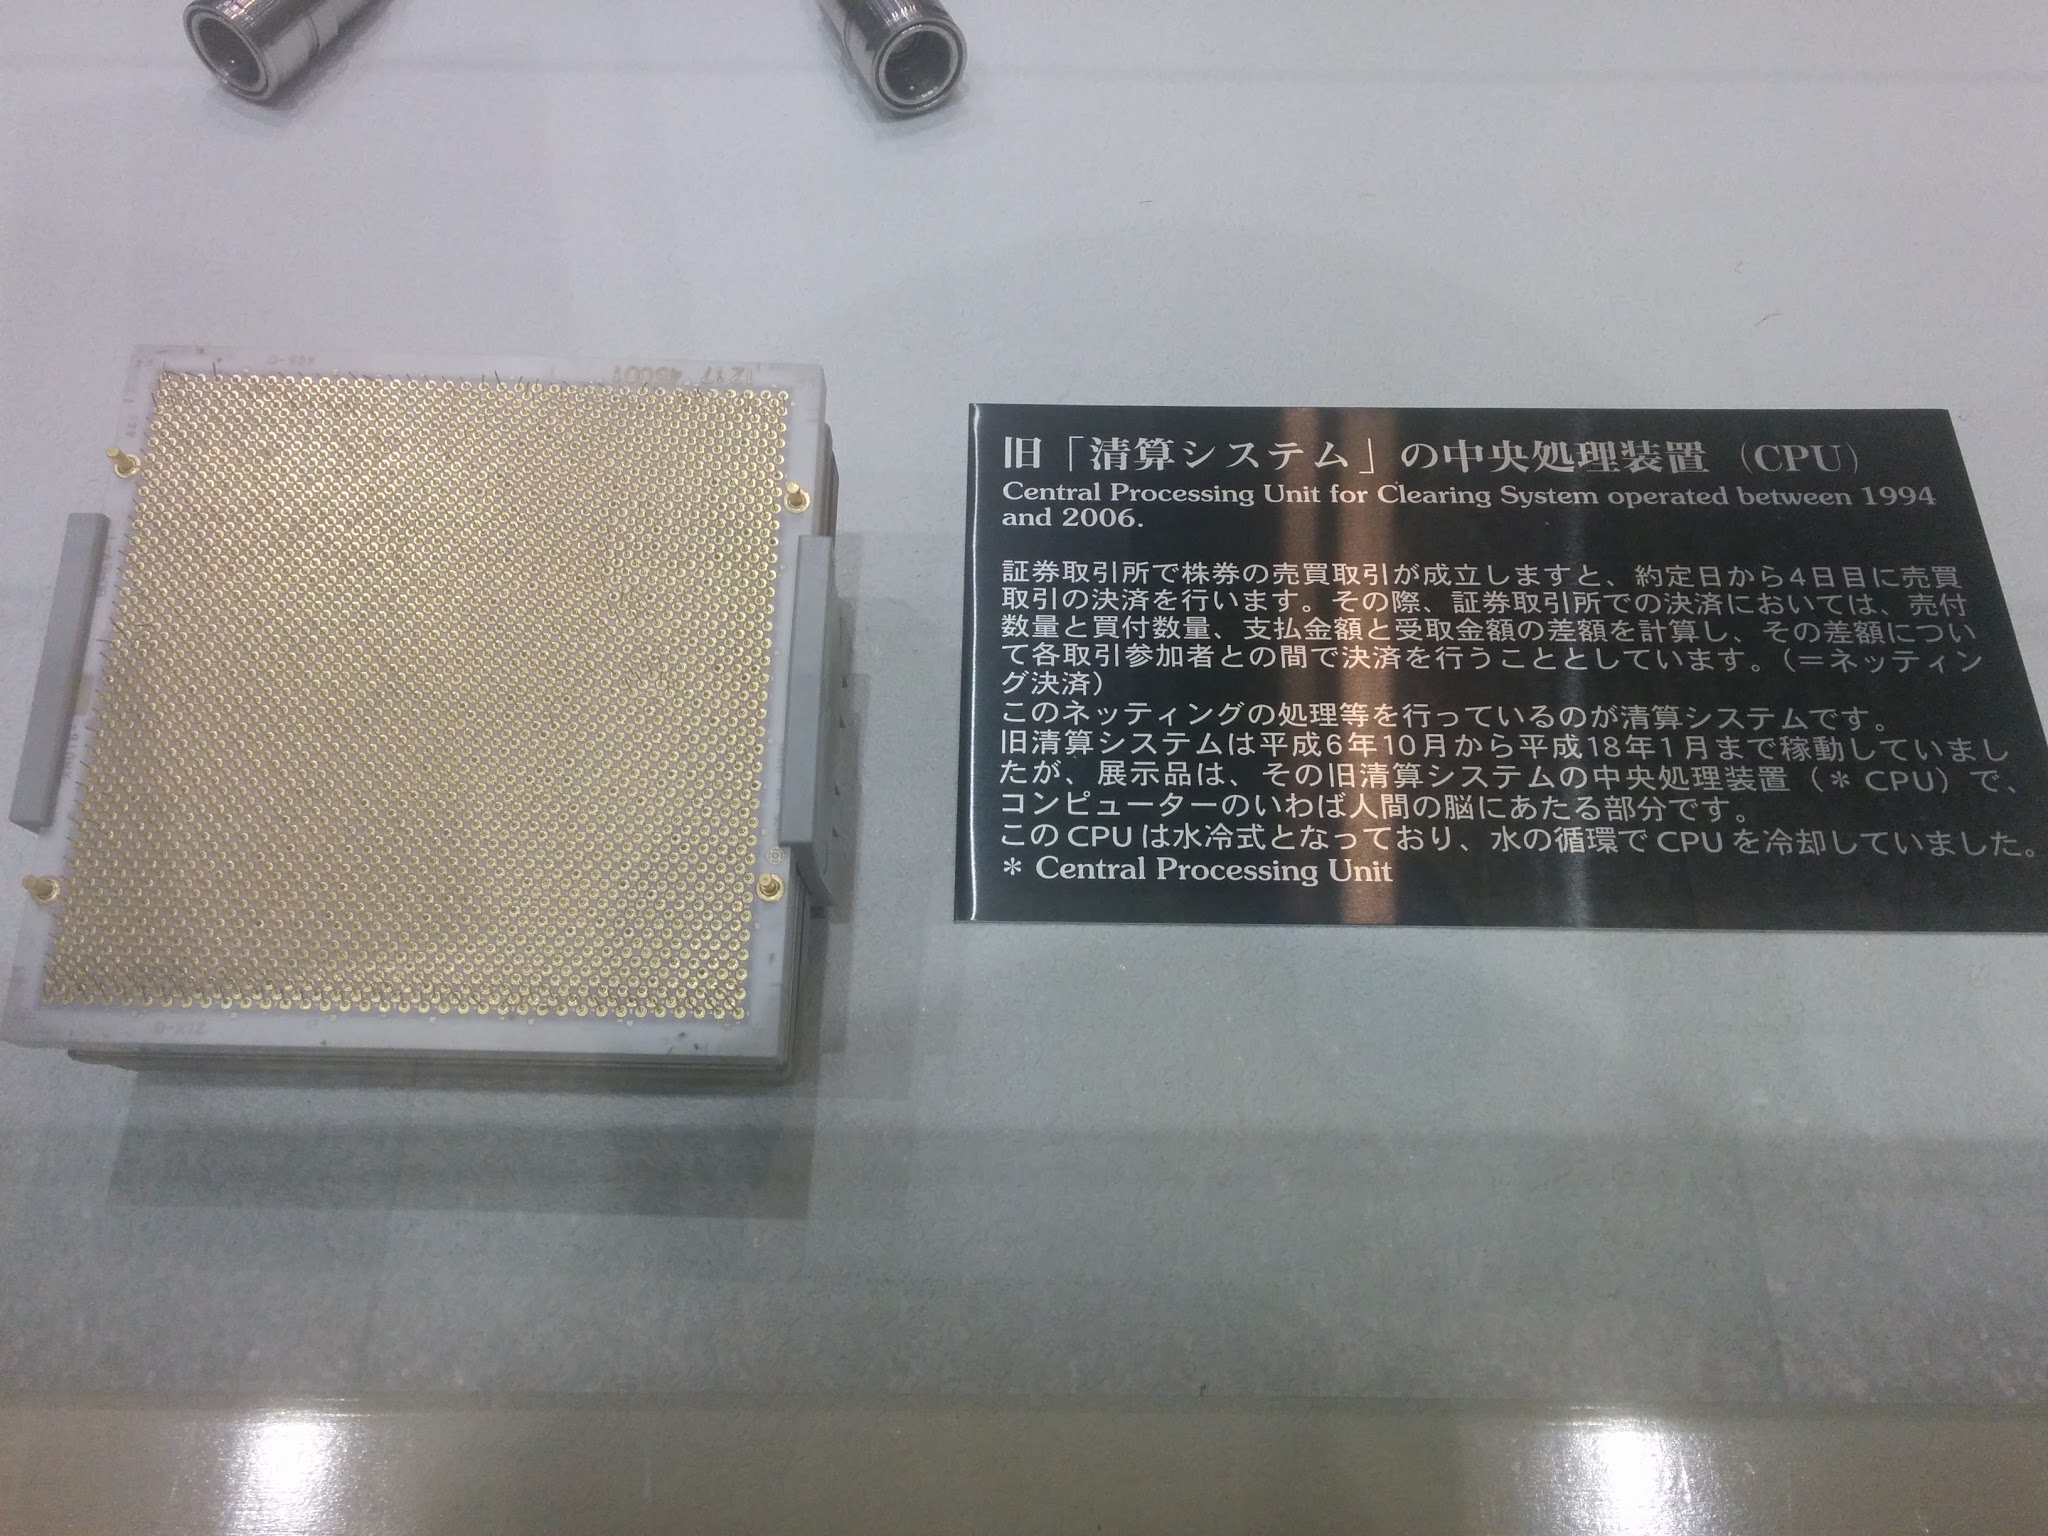 旧「清算システム」の中央処理装置（CPU）
Central Processing Unit for Clearing System operated between 1994
and 2006.
証券取引所で株券の売買取引が成立しますと、約定日から4日目に売買
取引の決済を行います。その際、証券取引所での決済においては、売付
数量と買付数量、支払金額と受取金額の差額を計算し、その差額につい
て各取引参加者との間で決済を行うこととしています。（＝ネッティン
グ決済）
このネッティングの処理等を行っているのが清算システムです。
旧清算システムは平成6年10月から平成18年1月まで稼動していまし
たが、展示品は、その旧清算システムの中央処理装置（＊CPU）で、
コンピューターのいわば人間の脳にあたる部分です。
このCPUは水冷式となっており、水の循環でCPUを冷却していました。
＊ Central Processing Unit